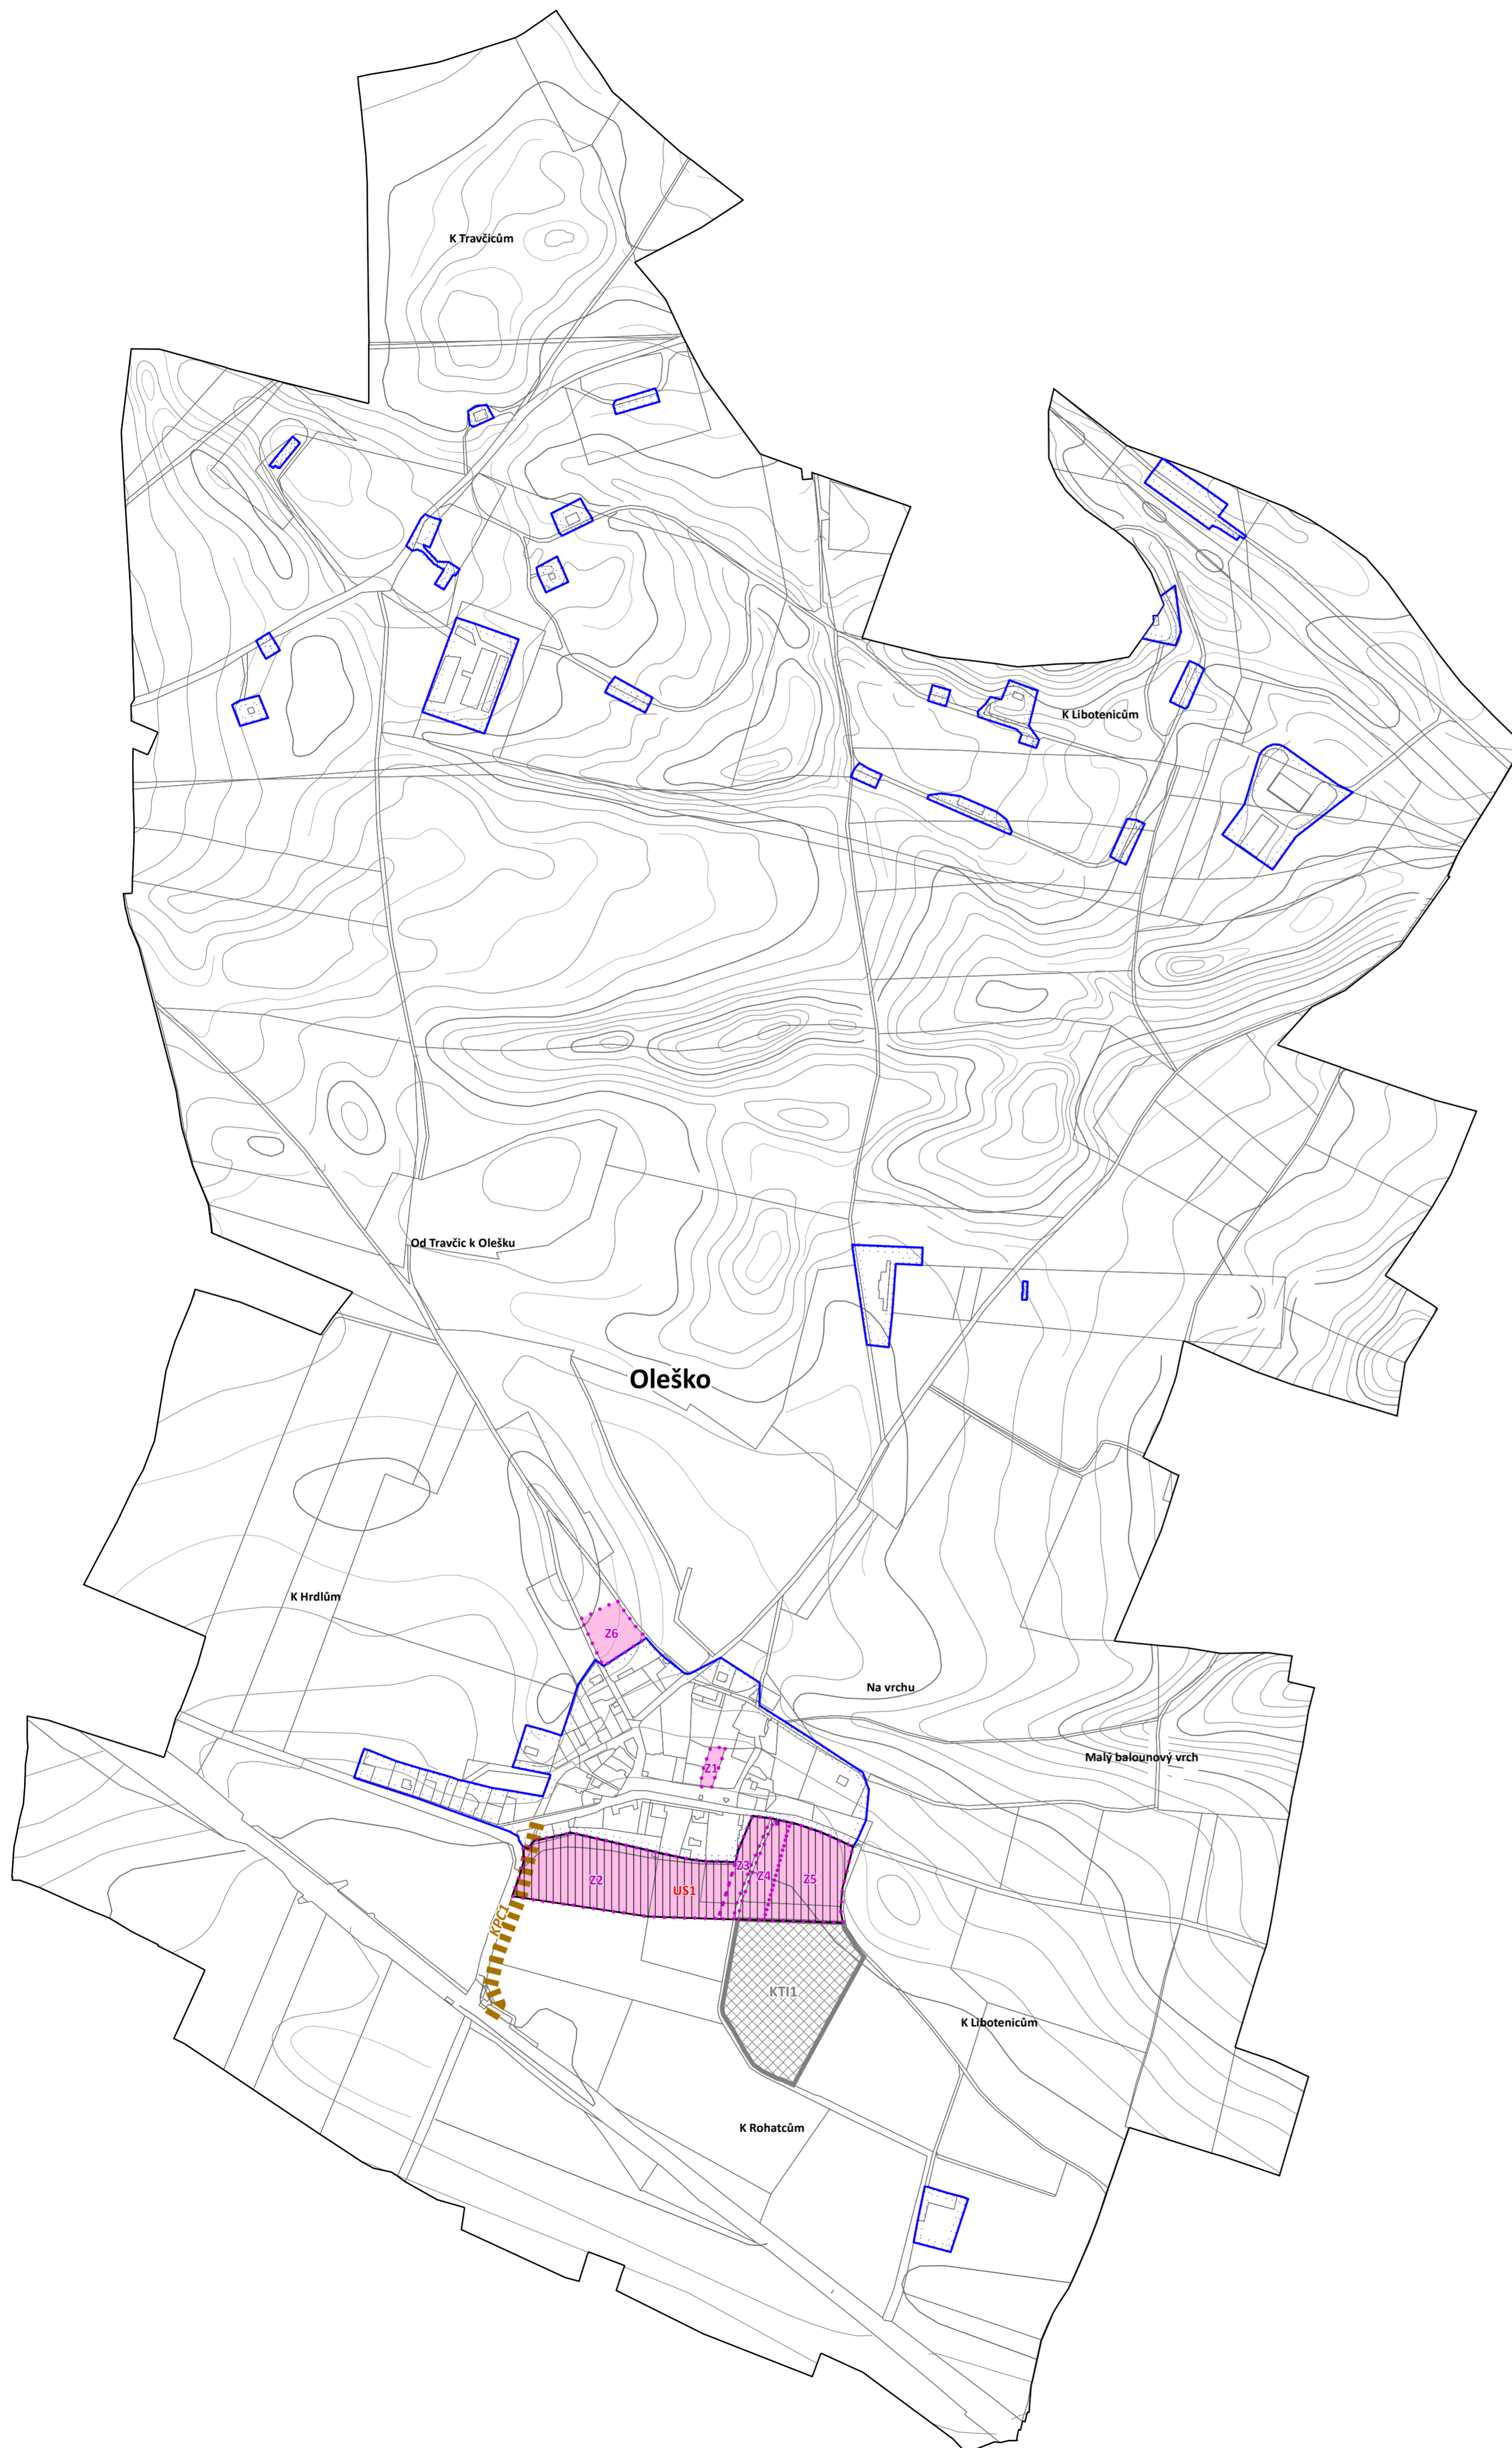 K Travčicům
K Libotenicům
Od Travčic k Olešku
Oleško
K Hrdlům
Z6
Na vrchu
Malý balounový vrch
Z1
Z3
Z4
Z5
Z2
US1
KPC1
KTI1
K Libotenicům
K Rohatcům